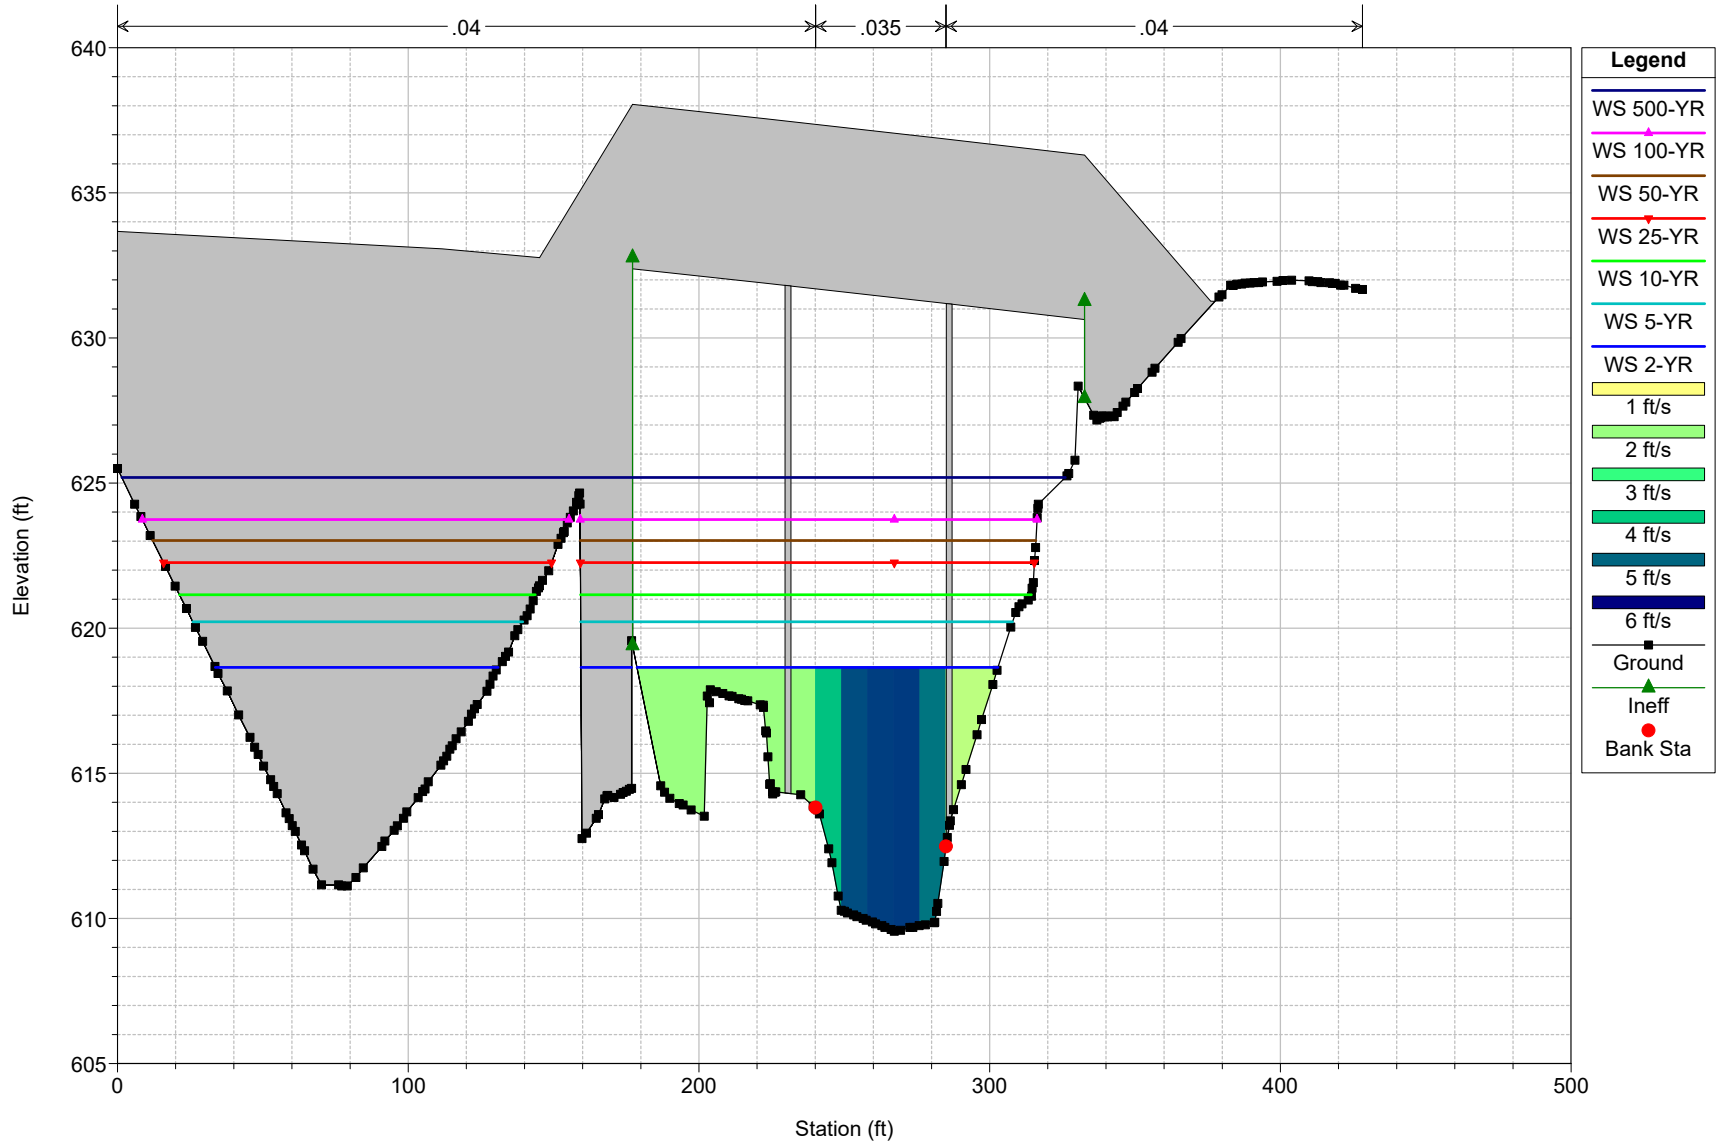 .04 .035 .04
640
635
630
625
620
615
610
605
Elevation (ft)
0 100 200 300 400 500
Station (ft)
Legend
WS 500-YR
WS 100-YR
WS 50-YR
WS 25-YR
WS 10-YR
WS 5-YR
WS 2-YR
1 ft/s
2 ft/s
3 ft/s
4 ft/s
5 ft/s
6 ft/s
Ground
Ineff
Bank Sta